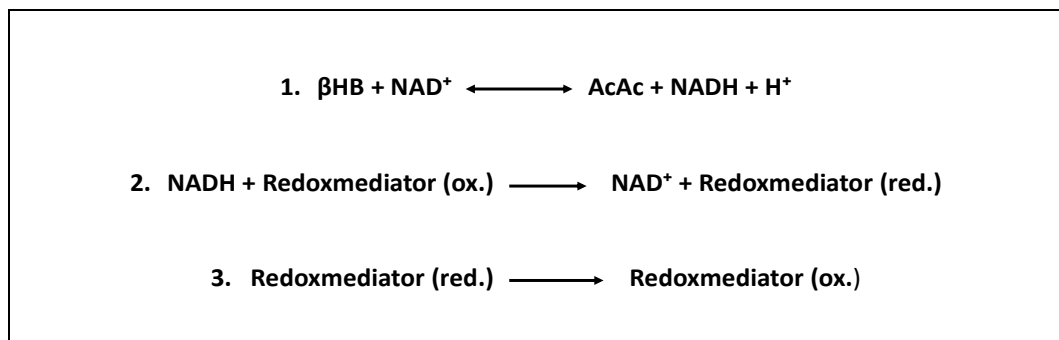 1. βHB + NAD⁺ ⟷ AcAc + NADH + H⁺
2. NADH + Redoxmediator (ox.) ⟶ NAD⁺ + Redoxmediator (red.)
3. Redoxmediator (red.) ⟶ Redoxmediator (ox.)